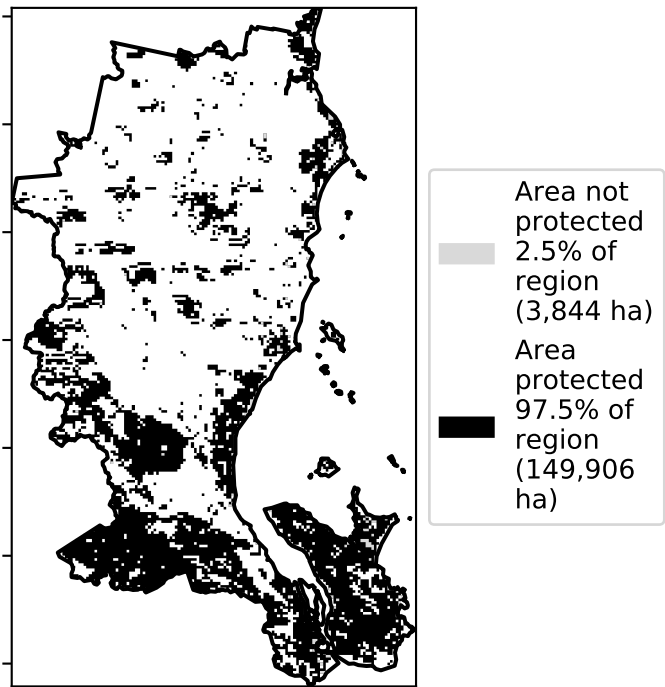 Area not
protected
2.5% of
region
(3,844 ha)
Area
protected
97.5% of
region
(149,906
ha)